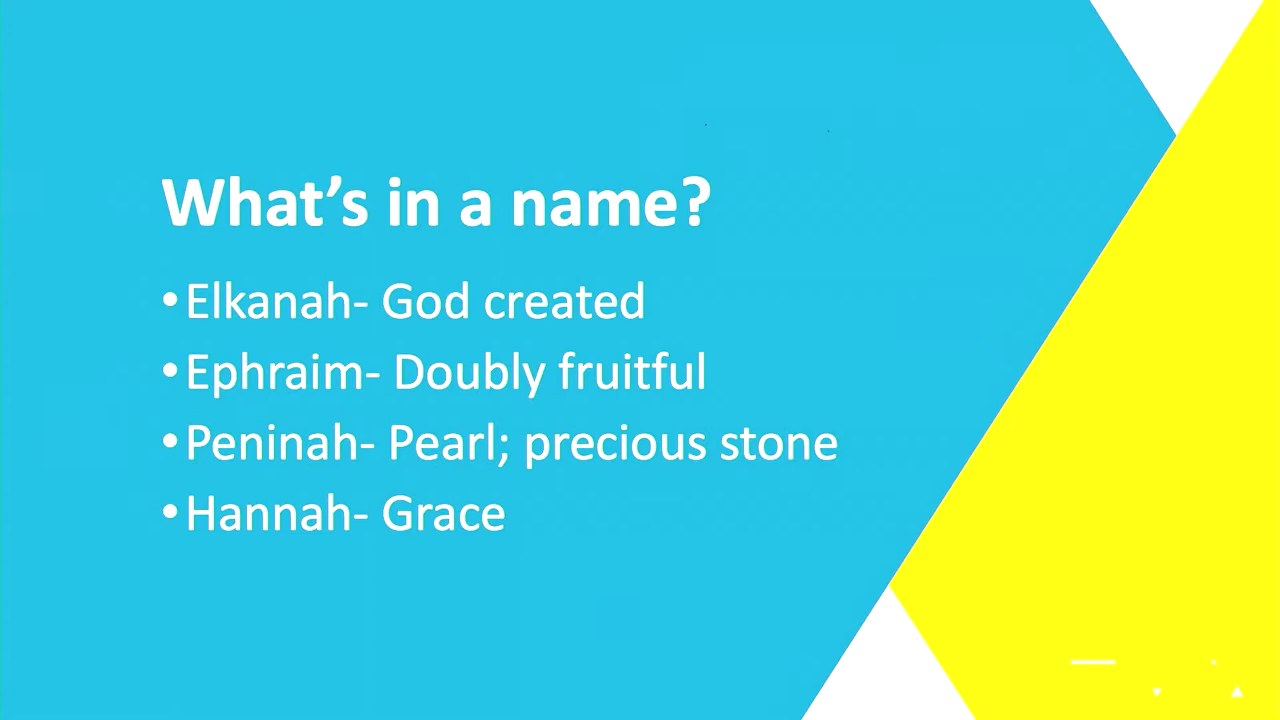 What’s in a name?
•Elkanah- God created
•Ephraim- Doubly fruitful
•Peninah- Pearl; precious stone
•Hannah- Grace